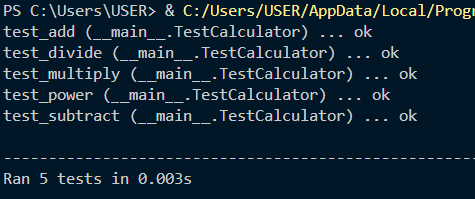 PS C:\Users\USER> & C:/Users/USER/AppData/Local/Progr
test_add (__main__.TestCalculator) ... ok
test_divide (__main__.TestCalculator) ... ok
test_multiply (__main__.TestCalculator) ... ok
test_power (__main__.TestCalculator) ... ok
test_subtract (__main__.TestCalculator) ... ok
----------------------------------------------------
Ran 5 tests in 0.003s